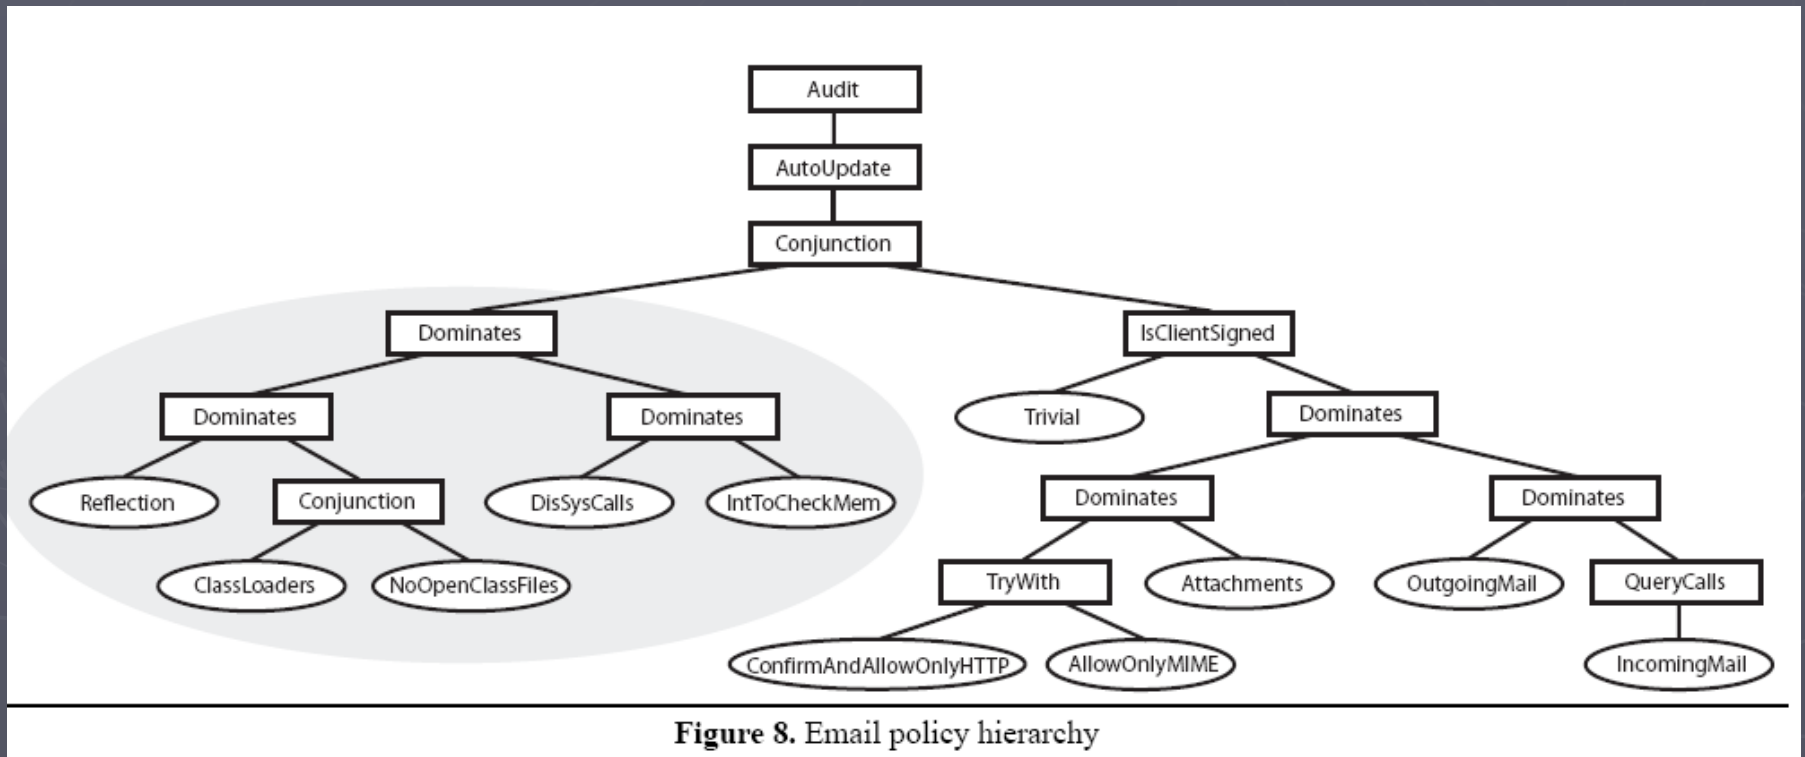 Audit
AutoUpdate
Conjunction
Dominates
IsClientSigned
Dominates
Dominates
Trivial
Dominates
Reflection
Conjunction
DisSysCalls
IntToCheckMem
Dominates
Dominates
ClassLoaders
NoOpenClassFiles
TryWith
Attachments
OutgoingMail
QueryCalls
ConfirmAndAllowOnlyHTTP
AllowOnlyMIME
IncomingMail
Figure 8. Email policy hierarchy